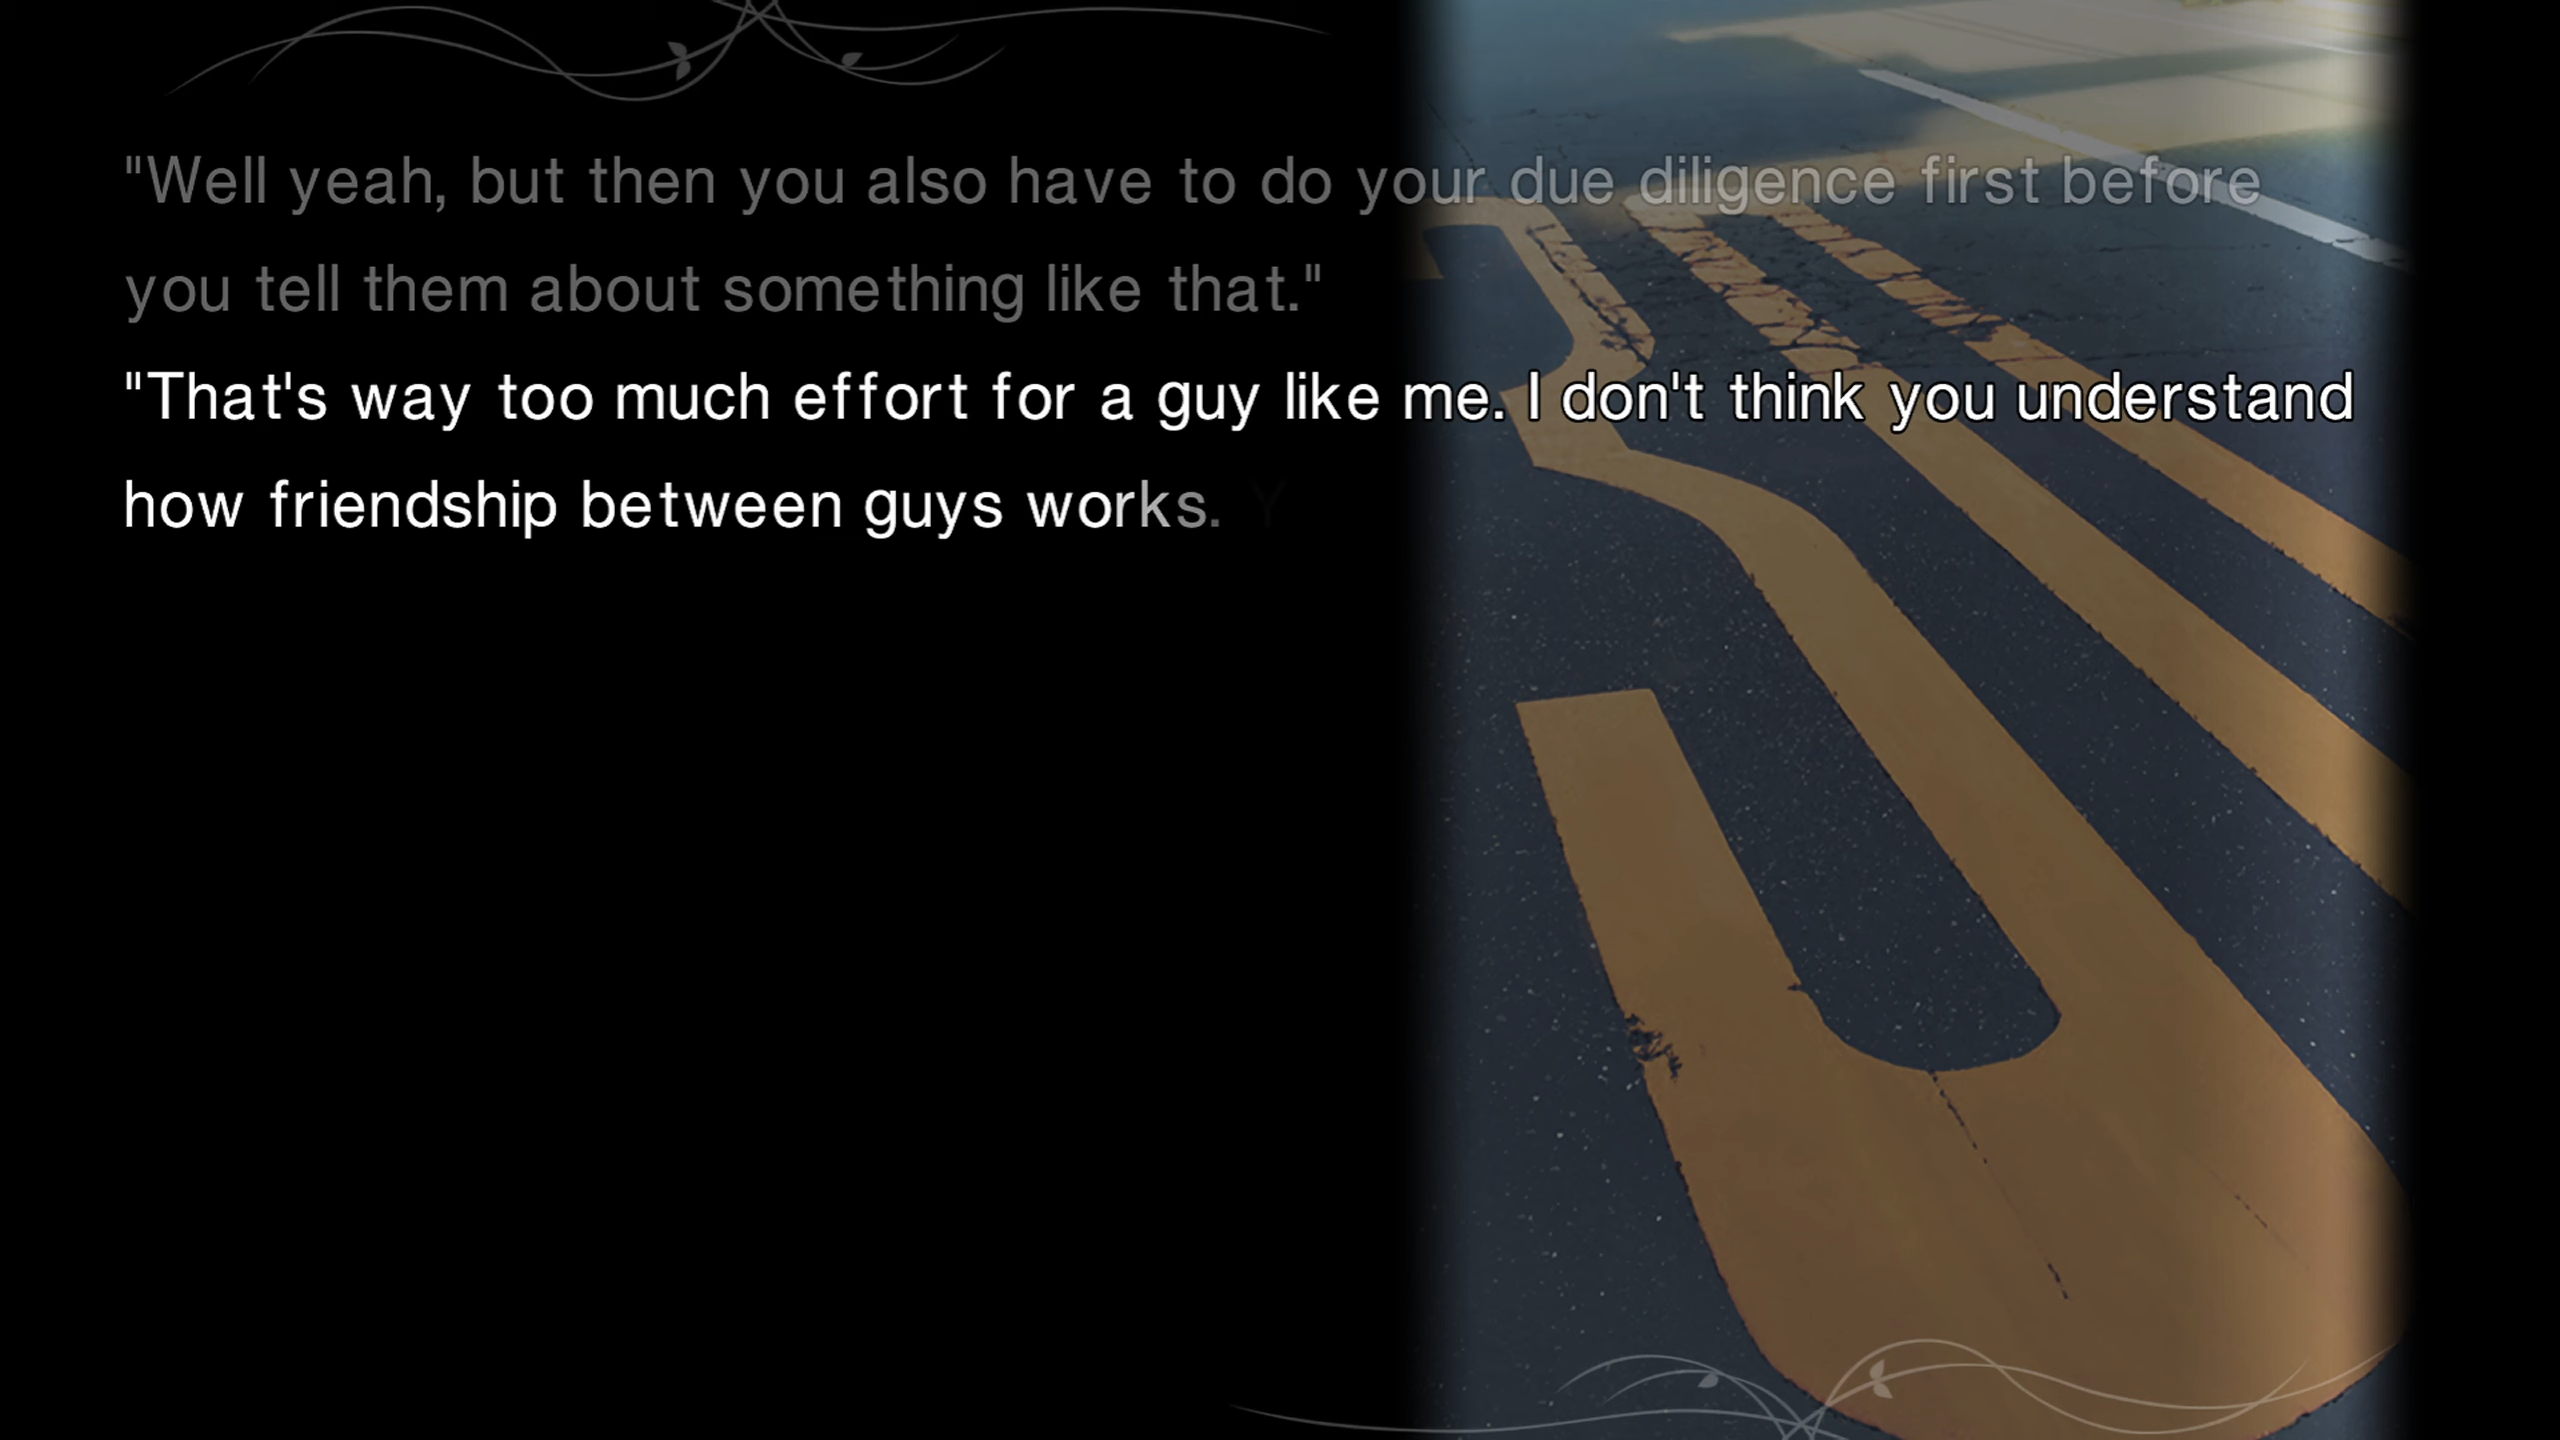 "Well yeah, but then you also have to do your due diligence first before
you tell them about something like that."
"That's way too much effort for a guy like me. I don't think you understand
how friendship between guys works. Y